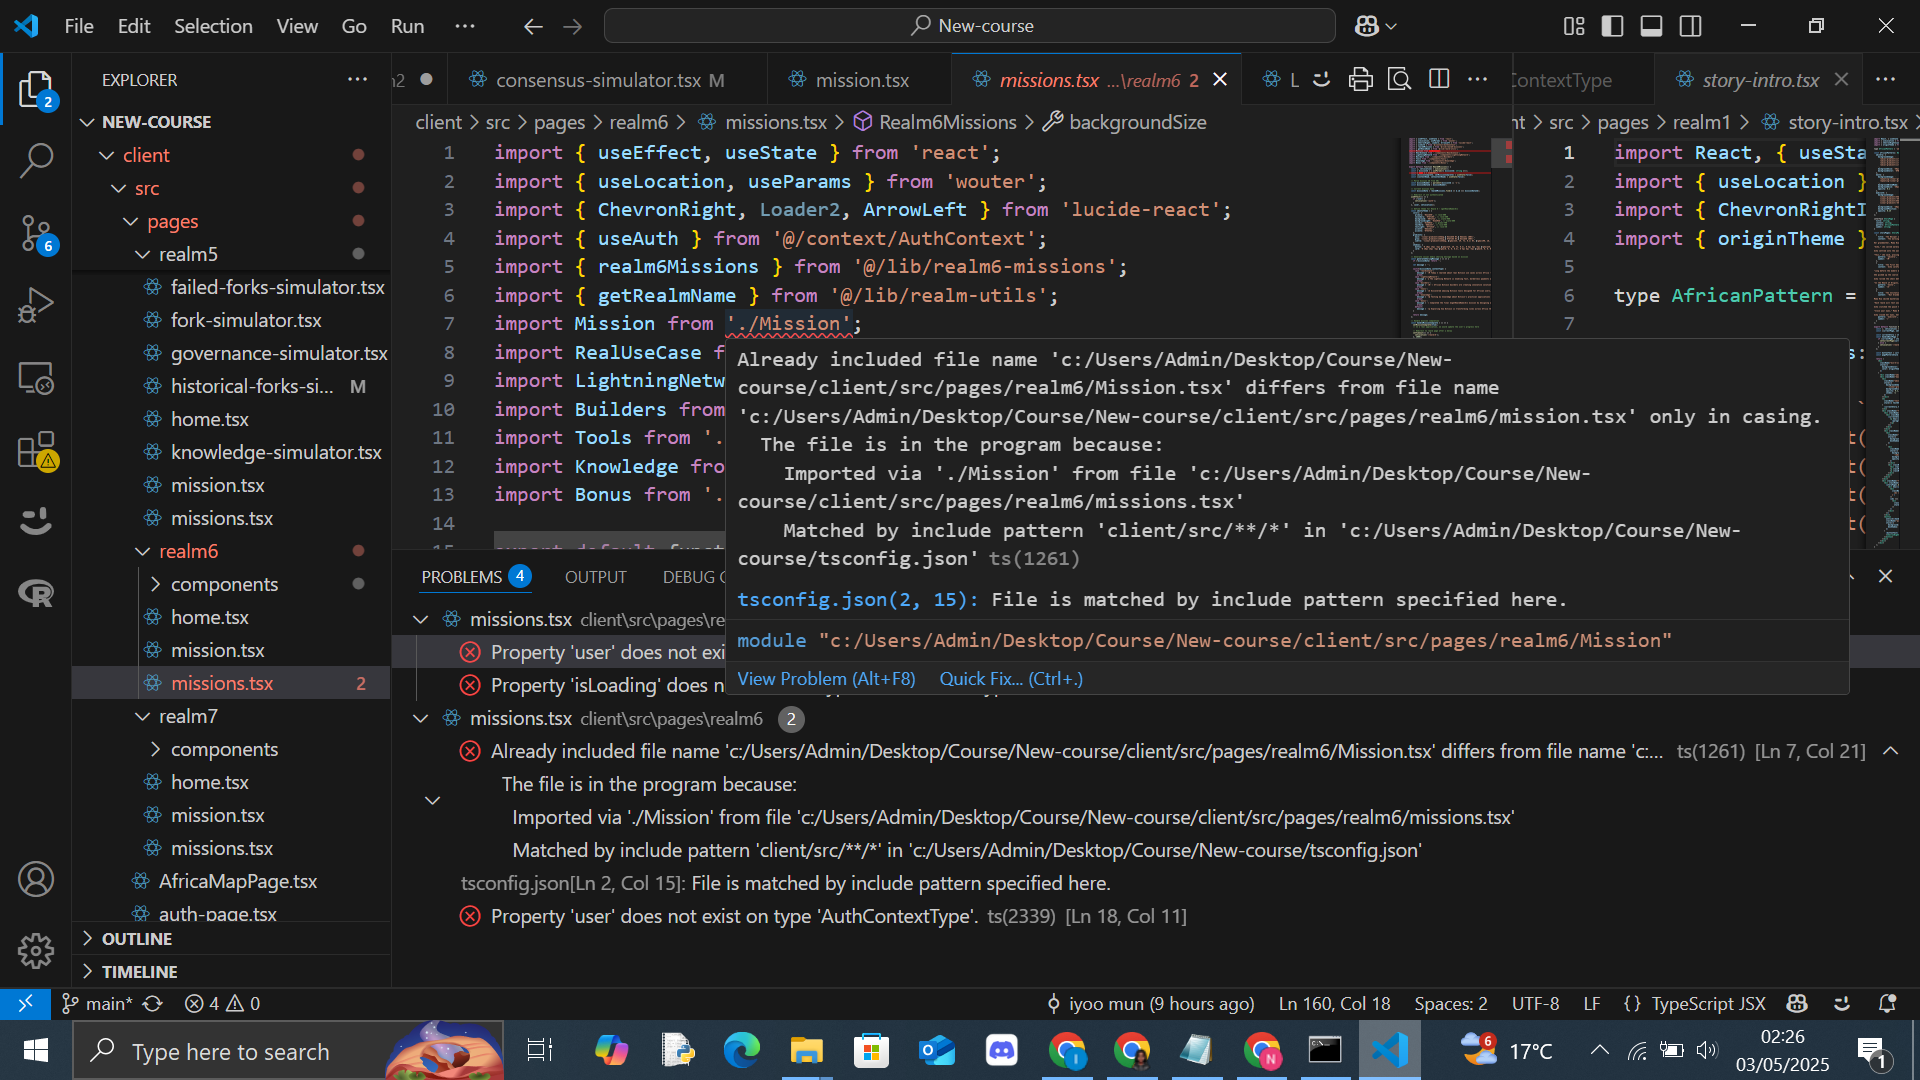 File Edit Selection View Go Run ···
New-course
EXPLORER
NEW-COURSE
client
src
pages
realm5
failed-forks-simulator.tsx
fork-simulator.tsx
governance-simulator.tsx
historical-forks-si... M
home.tsx
knowledge-simulator.tsx
mission.tsx
missions.tsx
realm6
components
home.tsx
mission.tsx
missions.tsx 2
realm7
components
home.tsx
mission.tsx
missions.tsx
AfricaMapPage.tsx
auth-page.tsx
OUTLINE
TIMELINE
2
6
consensus-simulator.tsx M
mission.tsx
missions.tsx ...\realm6 2
L
ContextType
story-intro.tsx
client > src > pages > realm6 > missions.tsx > Realm6Missions > backgroundSize
nt > src > pages > realm1 > story-intro.tsx >
1 import { useEffect, useState } from 'react';
2 import { useLocation, useParams } from 'wouter';
3 import { ChevronRight, Loader2, ArrowLeft } from 'lucide-react';
4 import { useAuth } from '@/context/AuthContext';
5 import { realm6Missions } from '@/lib/realm6-missions';
6 import { getRealmName } from '@/lib/realm-utils';
7 import Mission from './Mission';
8 import RealUseCase f
9 import LightningNetw
10 import Builders from
11 import Tools from '.
12 import Knowledge fro
13 import Bonus from '.
14
15 export default funct
1 import React, { useSta
2 import { useLocation }
3 import { ChevronRightI
4 import { originTheme }
5
6 type AfricanPattern =
7
Already included file name 'c:/Users/Admin/Desktop/Course/New-
course/client/src/pages/realm6/Mission.tsx' differs from file name
'c:/Users/Admin/Desktop/Course/New-course/client/src/pages/realm6/mission.tsx' only in casing.
The file is in the program because:
Imported via './Mission' from file 'c:/Users/Admin/Desktop/Course/New-
course/client/src/pages/realm6/missions.tsx'
Matched by include pattern 'client/src/**/*' in 'c:/Users/Admin/Desktop/Course/New-
course/tsconfig.json' ts(1261)
tsconfig.json(2, 15): File is matched by include pattern specified here.
module "c:/Users/Admin/Desktop/Course/New-course/client/src/pages/realm6/Mission"
View Problem (Alt+F8) Quick Fix... (Ctrl+.)
PROBLEMS 4 OUTPUT DEBUG
missions.tsx client\src\pages\re
Property 'user' does not exi
Property 'isLoading' does n
missions.tsx client\src\pages\realm6 2
Already included file name 'c:/Users/Admin/Desktop/Course/New-course/client/src/pages/realm6/Mission.tsx' differs from file name 'c:... ts(1261) [Ln 7, Col 21]
The file is in the program because:
Imported via './Mission' from file 'c:/Users/Admin/Desktop/Course/New-course/client/src/pages/realm6/missions.tsx'
Matched by include pattern 'client/src/**/*' in 'c:/Users/Admin/Desktop/Course/New-course/tsconfig.json'
tsconfig.json[Ln 2, Col 15]: File is matched by include pattern specified here.
Property 'user' does not exist on type 'AuthContextType'. ts(2339) [Ln 18, Col 11]
main* 4 0
iyoo mun (9 hours ago) Ln 160, Col 18 Spaces: 2 UTF-8 LF {} TypeScript JSX
Type here to search
6 17°C
02:26
03/05/2025
1